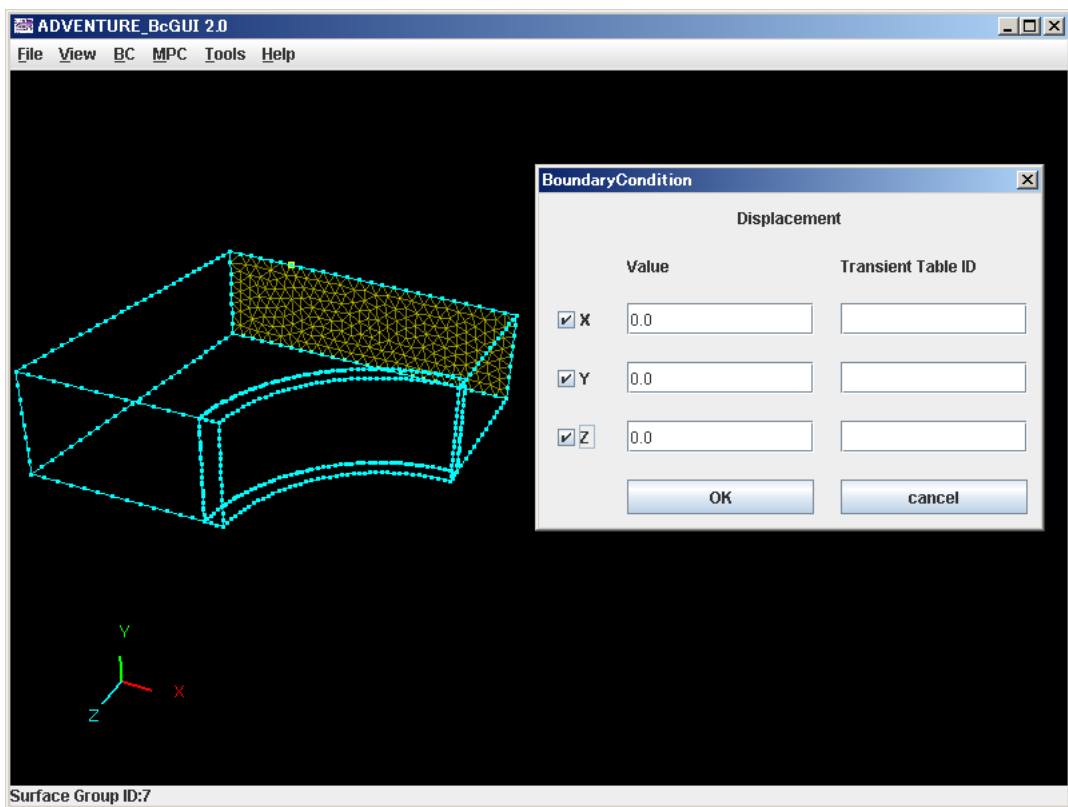 ADVENTURE_BcGUI 2.0
File View BC MPC Tools Help
BoundaryCondition
Displacement
Value Transient Table ID
X 0.0
Y 0.0
Z 0.0
OK cancel
Y
X
Z
Surface Group ID:7